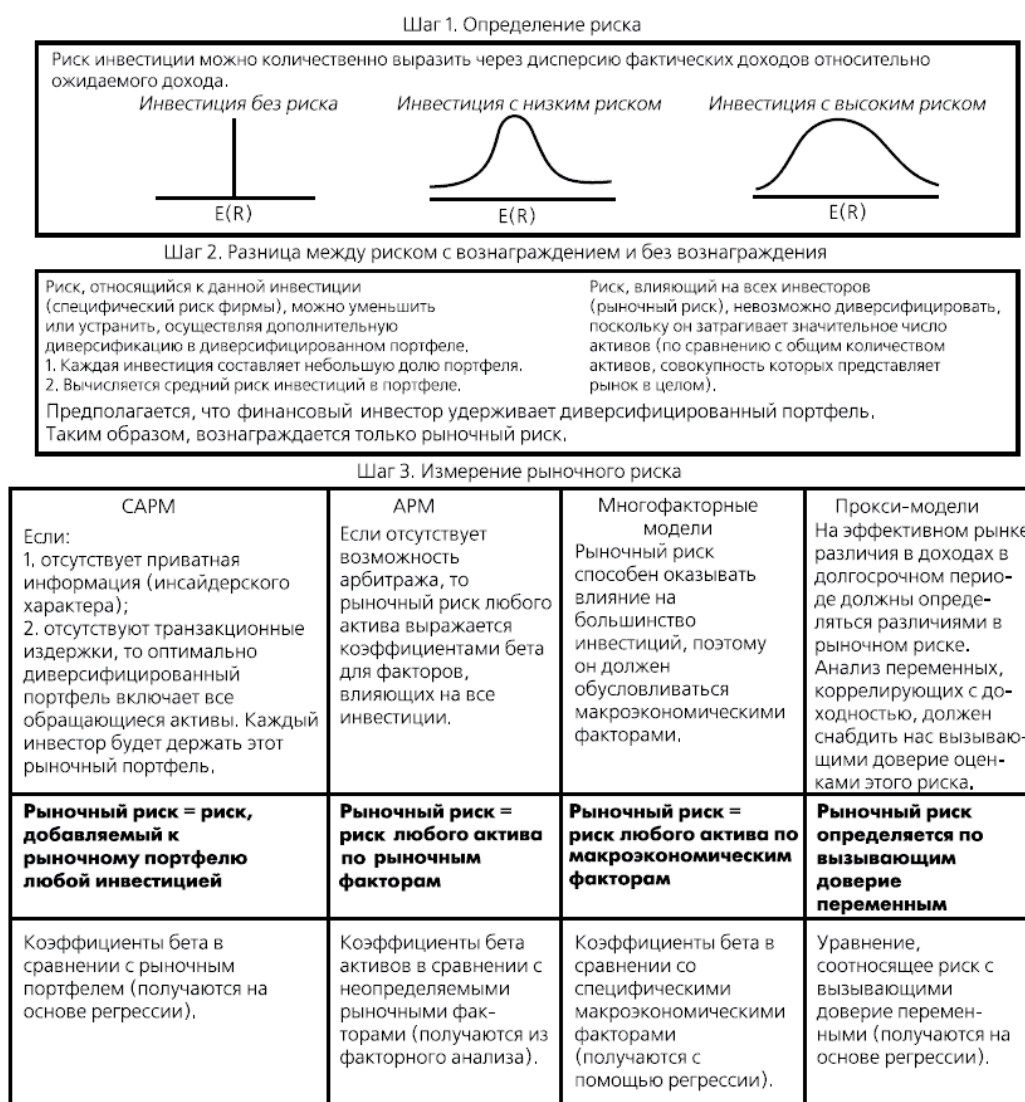 Шаг 1. Определение риска
Риск инвестиции можно количественно выразить через дисперсию фактических доходов относительно
ожидаемого дохода.
Инвестиция без риска
Инвестиция с низким риском
Инвестиция с высоким риском
E(R)
E(R)
E(R)
Шаг 2. Разница между риском с вознаграждением и без вознаграждения
Риск, относящийся к данной инвестиции
(специфический риск фирмы), можно уменьшить
или устранить, осуществляя дополнительную
диверсификацию в диверсифицированном портфеле.
1. Каждая инвестиция составляет небольшую долю портфеля.
2. Вычисляется средний риск инвестиций в портфеле.
Риск, влияющий на всех инвесторов
(рыночный риск), невозможно диверсифицировать,
поскольку он затрагивает значительное число
активов (по сравнению с общим количеством
активов, совокупность которых представляет
рынок в целом).
Предполагается, что финансовый инвестор удерживает диверсифицированный портфель.
Таким образом, вознаграждается только рыночный риск.
Шаг 3. Измерение рыночного риска
CAPM
Если:
1. отсутствует приватная
информация (инсайдерского
характера);
2. отсутствуют транзакционные
издержки, то оптимально
диверсифицированный
портфель включает все
обращающиеся активы. Каждый
инвестор будет держать этот
рыночный портфель.
APM
Если отсутствует
возможность
арбитража, то
рыночный риск любого
актива выражается
коэффициентами бета
для факторов,
влияющих на все
инвестиции.
Многофакторные
модели
Рыночный риск
способен оказывать
влияние на
большинство
инвестиций, поэтому
он должен
обусловливаться
макроэкономическими
факторами.
Прокси-модели
На эффективном рынке
различия в доходах в
долгосрочном перио-
де должны опреде-
ляться различиями в
рыночном риске.
Анализ переменных,
коррелирующих с до-
ходностью, должен
снабдить нас вызываю-
щими доверие оцен-
ками этого риска.
Рыночный риск = риск,
добавляемый к
рыночному портфелю
любой инвестицией
Рыночный риск =
риск любого актива
по рыночным
факторам
Рыночный риск =
риск любого актива по
макроэкономическим
факторам
Рыночный риск
определяется по
вызывающим
доверие
переменным
Коэффициенты бета в
сравнении с рыночным
портфелем (получаются на
основе регрессии).
Коэффициенты бета
активов в сравнении с
неопределяемыми
рыночными фак-
торами (получаются из
факторного анализа).
Коэффициенты бета в
сравнении со
специфическими
макроэкономическими
факторами
(получаются с
помощью регрессии).
Уравнение,
соотносящее риск с
вызывающими
доверие перемен-
ными (получаются на
основе регрессии).